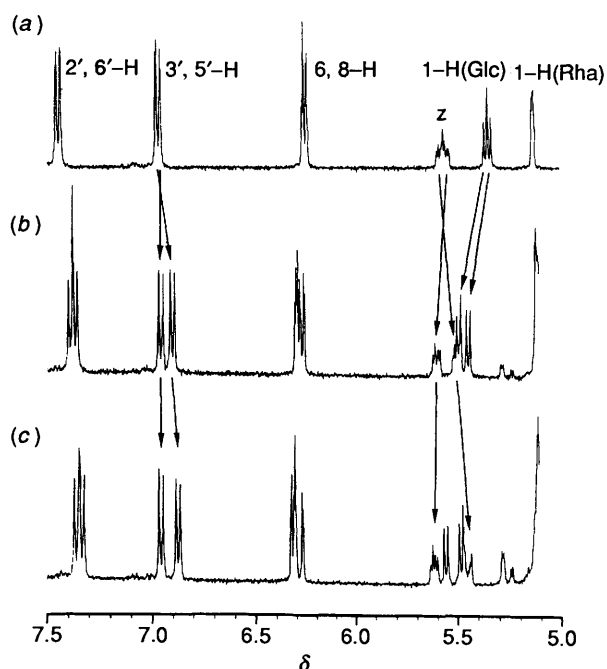 (a)
2′, 6′–H 3′, 5′–H 6, 8–H 1–H(Glc) 1–H(Rha)
z
(b)
(c)
7.5 7.0 6.5 6.0 5.5 5.0
δ